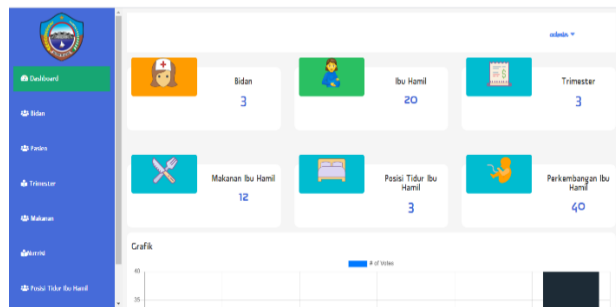 admin
Dashboard
Bidan
Pasien
Trimester
Makanan
Nutrisi
Posisi Tidur Ibu Hamil
Bidan
3
Ibu Hamil
20
Trimester
3
Makanan Ibu Hamil
12
Posisi Tidur Ibu
Hamil
3
Perkembangan Ibu
Hamil
40
Grafik
# of Votes
40
35